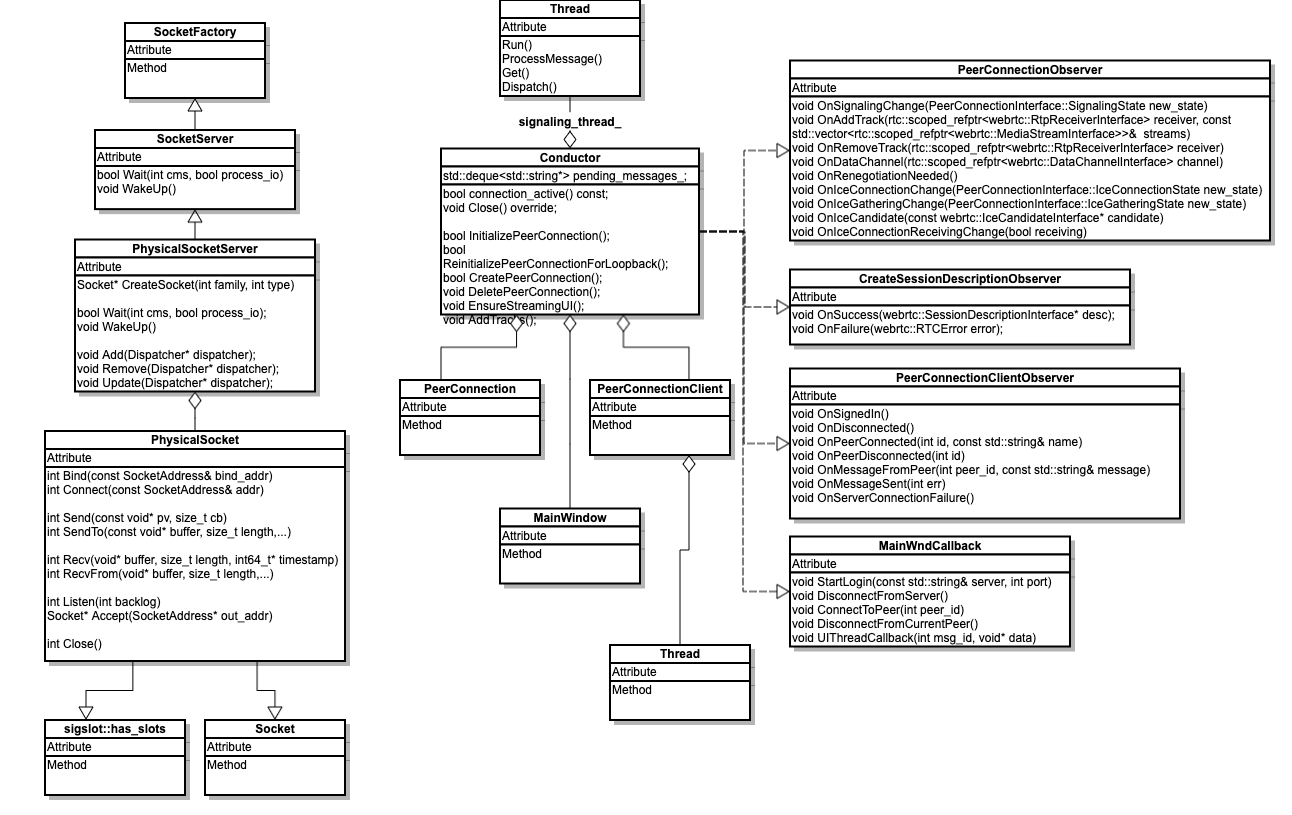 SocketFactory
Attribute
Method
SocketServer
Attribute
bool Wait(int cms, bool process_io)
void WakeUp()
PhysicalSocketServer
Attribute
Socket* CreateSocket(int family, int type)
bool Wait(int cms, bool process_io);
void WakeUp()
void Add(Dispatcher* dispatcher);
void Remove(Dispatcher* dispatcher);
void Update(Dispatcher* dispatcher);
PhysicalSocket
Attribute
int Bind(const SocketAddress& bind_addr)
int Connect(const SocketAddress& addr)
int Send(const void* pv, size_t cb)
int SendTo(const void* buffer, size_t length,...)
int Recv(void* buffer, size_t length, int64_t* timestamp)
int RecvFrom(void* buffer, size_t length,...)
int Listen(int backlog)
Socket* Accept(SocketAddress* out_addr)
int Close()
sigslot::has_slots
Attribute
Method
Socket
Attribute
Method
Thread
Attribute
Run()
ProcessMessage()
Get()
Dispatch()
signaling_thread_
Conductor
std::deque<std::string*> pending_messages_;
bool connection_active() const;
void Close() override;
bool InitializePeerConnection();
bool
ReinitializePeerConnectionForLoopback();
bool CreatePeerConnection();
void DeletePeerConnection();
void EnsureStreamingUI();
void AddTracks();
PeerConnection
Attribute
Method
PeerConnectionClient
Attribute
Method
MainWindow
Attribute
Method
Thread
Attribute
Method
PeerConnectionObserver
Attribute
void OnSignalingChange(PeerConnectionInterface::SignalingState new_state)
void OnAddTrack(rtc::scoped_refptr<webrtc::RtpReceiverInterface> receiver, const
std::vector<rtc::scoped_refptr<webrtc::MediaStreamInterface>>& streams)
void OnRemoveTrack(rtc::scoped_refptr<webrtc::RtpReceiverInterface> receiver)
void OnDataChannel(rtc::scoped_refptr<webrtc::DataChannelInterface> channel)
void OnRenegotiationNeeded()
void OnIceConnectionChange(PeerConnectionInterface::IceConnectionState new_state)
void OnIceGatheringChange(PeerConnectionInterface::IceGatheringState new_state)
void OnIceCandidate(const webrtc::IceCandidateInterface* candidate)
void OnIceConnectionReceivingChange(bool receiving)
CreateSessionDescriptionObserver
Attribute
void OnSuccess(webrtc::SessionDescriptionInterface* desc);
void OnFailure(webrtc::RTCError error);
PeerConnectionClientObserver
Attribute
void OnSignedIn()
void OnDisconnected()
void OnPeerConnected(int id, const std::string& name)
void OnPeerDisconnected(int id)
void OnMessageFromPeer(int peer_id, const std::string& message)
void OnMessageSent(int err)
void OnServerConnectionFailure()
MainWndCallback
Attribute
void StartLogin(const std::string& server, int port)
void DisconnectFromServer()
void ConnectToPeer(int peer_id)
void DisconnectFromCurrentPeer()
void UIThreadCallback(int msg_id, void* data)